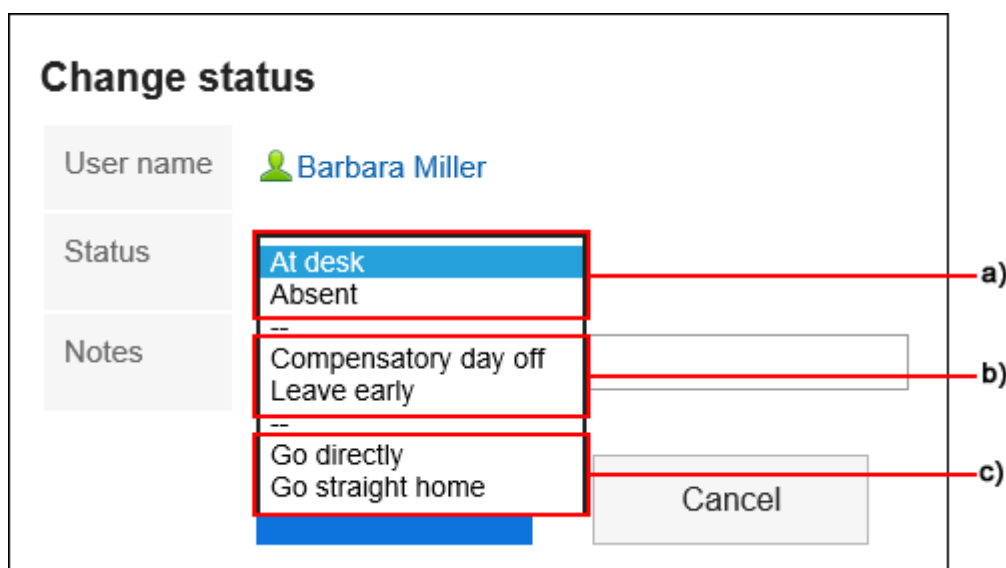 Change status
User name
Barbara Miller
Status
At desk
Absent
a)
--
Notes
Compensatory day off
Leave early
b)
--
Go directly
Go straight home
c)
Cancel